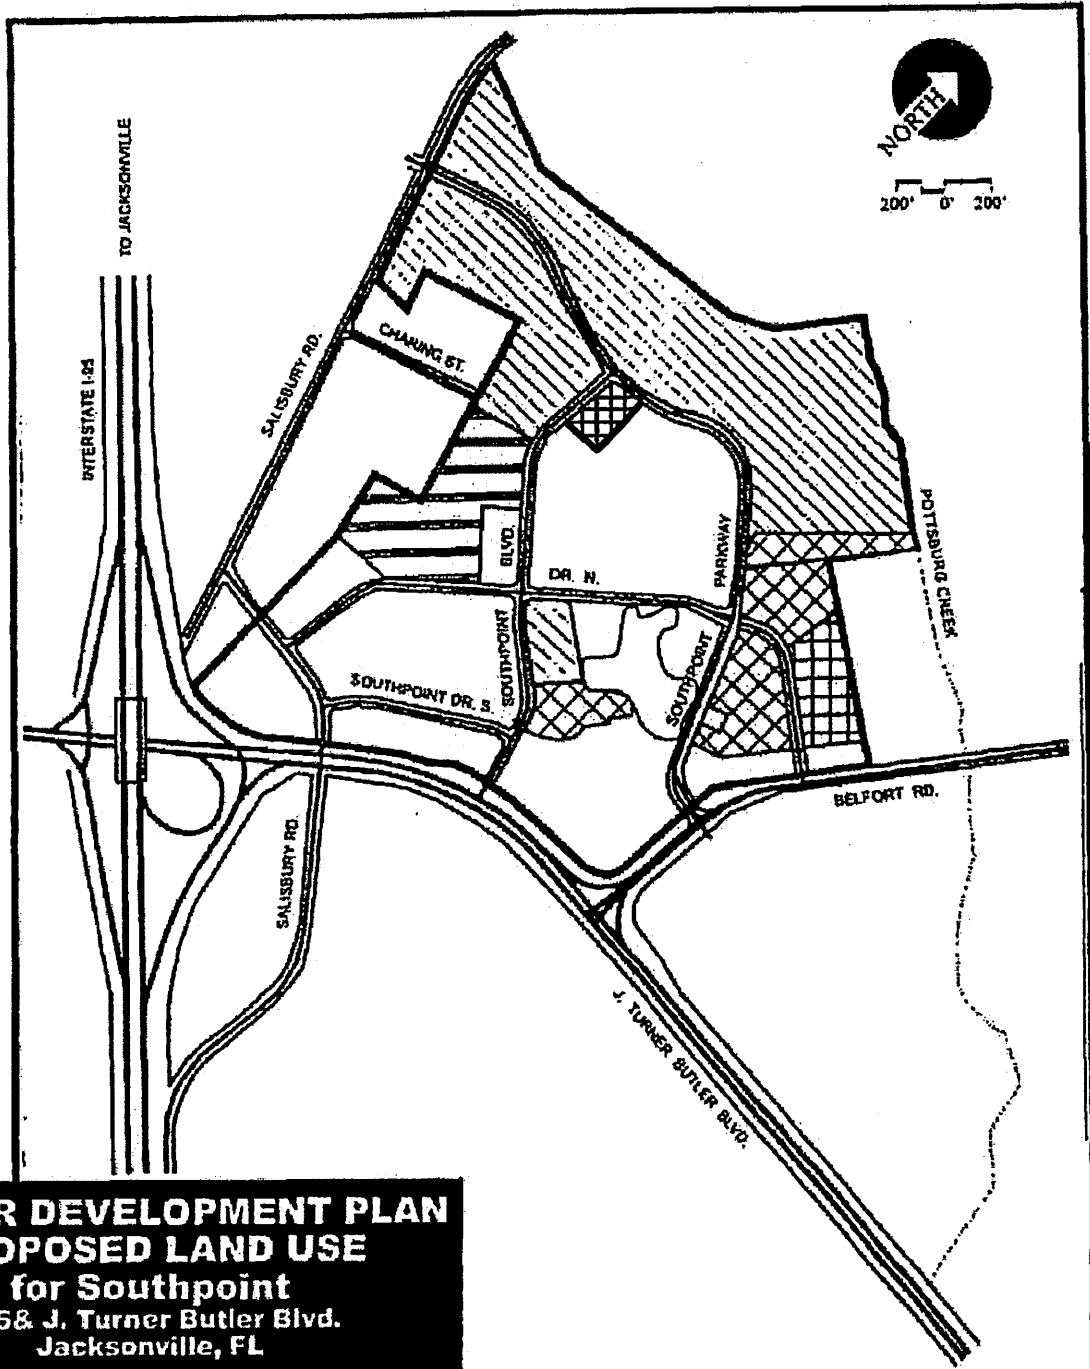 NORTH
200' 0' 200'
TO JACKSONVILLE
INTERSTATE I-95
SALISBURY RD.
CHARING ST.
BLVD.
DR. N.
PARKWAY
POTTSBURG CREEK
SOUTHPOINT
SOUTHPOINT
SOUTHPOINT DR. S.
BELFORT RD.
SALISBURY RD.
J. TURNER BUTLER BLVD.
R DEVELOPMENT PLAN
OPOSED LAND USE
for Southpoint
& J. Turner Butler Blvd.
Jacksonville, FL